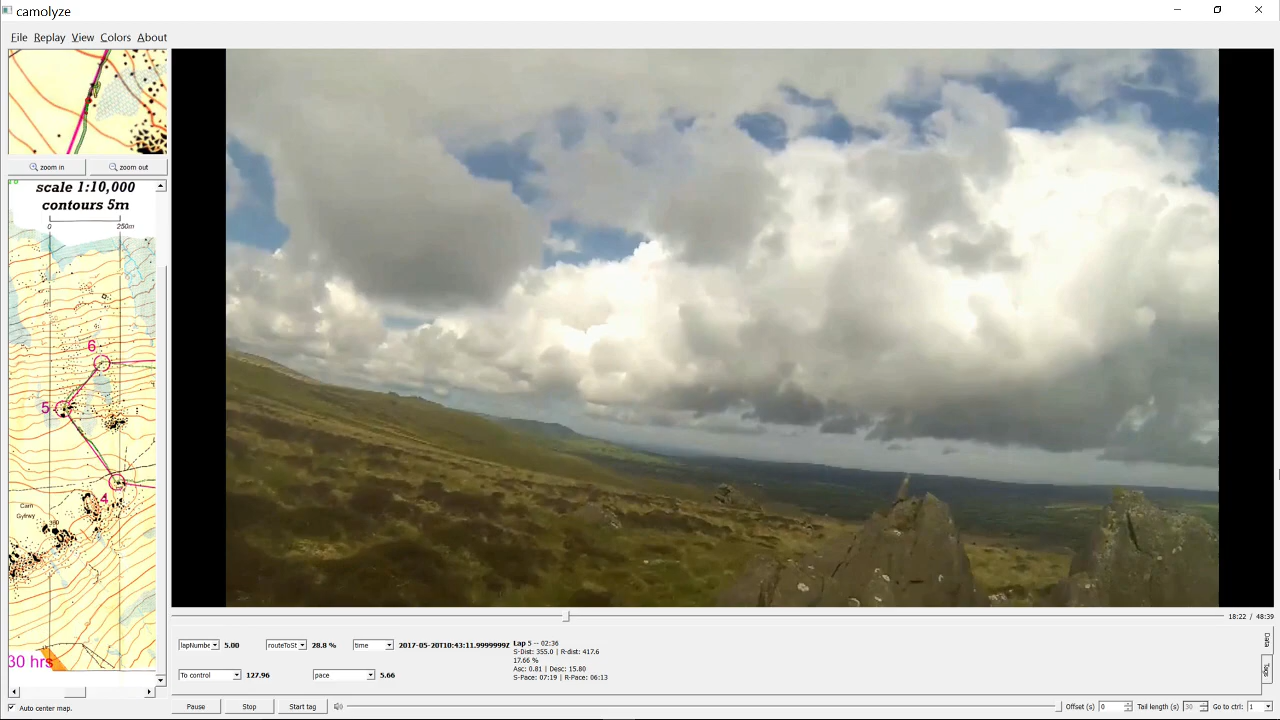 camolyze
File Replay View Colors About
zoom in zoom out
scale 1:10,000
contours 5m
0 250m
6
5
4
Carn
Gyfrwy
360
30 hrs
18:22 / 48:39
Data
Tags
lapNumbe 5.00 routeToSt 28.8 % time 2017-05-20T10:43:11.9999999Z
To control 127.96 pace 5.66
Lap 5 -- 02:36
S-Dist: 355.0 | R-dist: 417.6
17.66 %
Asc: 0.81 | Desc: 15.80
S-Pace: 07:19 | R-Pace: 06:13
Pause Stop Start tag Offset (s) 0 Tail length (s) 30 Go to ctrl: 1
Auto center map.